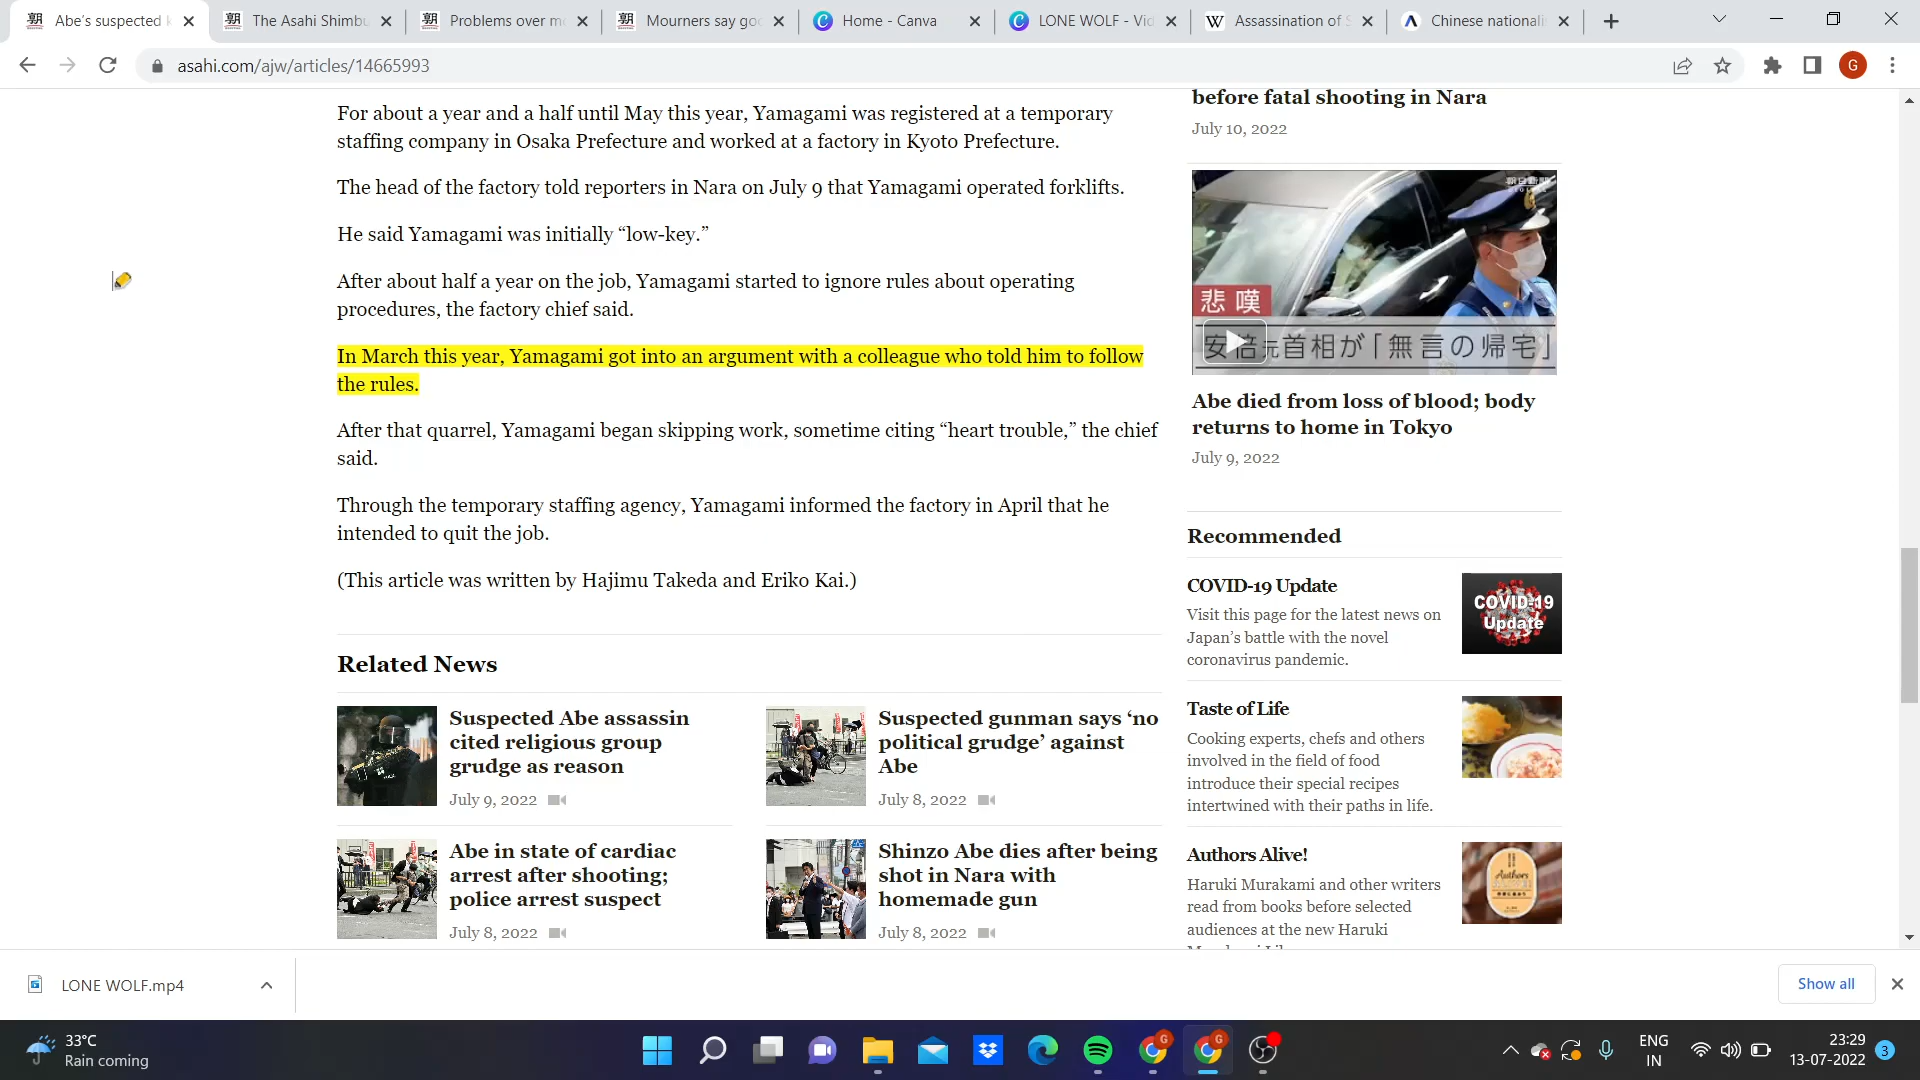 Abe's suspected
The Asahi Shimbu
Problems over m
Mourners say goo
Home - Canva
LONE WOLF - Vid
Assassination of S
Chinese nationali
asahi.com/ajw/articles/14665993
G
For about a year and a half until May this year, Yamagami was registered at a temporary
staffing company in Osaka Prefecture and worked at a factory in Kyoto Prefecture.
The head of the factory told reporters in Nara on July 9 that Yamagami operated forklifts.
He said Yamagami was initially “low-key.”
After about half a year on the job, Yamagami started to ignore rules about operating
procedures, the factory chief said.
In March this year, Yamagami got into an argument with a colleague who told him to follow
the rules.
After that quarrel, Yamagami began skipping work, sometime citing “heart trouble,” the chief
said.
Through the temporary staffing agency, Yamagami informed the factory in April that he
intended to quit the job.
(This article was written by Hajimu Takeda and Eriko Kai.)
Related News
Suspected Abe assassin
cited religious group
grudge as reason
July 9, 2022
Suspected gunman says ‘no
political grudge’ against
Abe
July 8, 2022
Abe in state of cardiac
arrest after shooting;
police arrest suspect
July 8, 2022
Shinzo Abe dies after being
shot in Nara with
homemade gun
July 8, 2022
before fatal shooting in Nara
July 10, 2022
朝日新聞
悲嘆
安倍元首相が「無言の帰宅」
Abe died from loss of blood; body
returns to home in Tokyo
July 9, 2022
Recommended
COVID-19 Update
Visit this page for the latest news on
Japan's battle with the novel
coronavirus pandemic.
COVID-19
Update
Taste of Life
Cooking experts, chefs and others
involved in the field of food
introduce their special recipes
intertwined with their paths in life.
Authors Alive!
Haruki Murakami and other writers
read from books before selected
audiences at the new Haruki
Authors
LONE WOLF.mp4
Show all
33°C
Rain coming
G
G
ENG
IN
23:29
13-07-2022
3